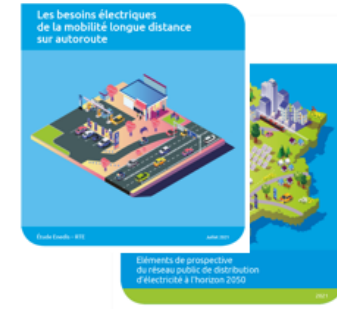 Les besoins électriques
de la mobilité longue distance
sur autoroute
Étude Enedis - RTE
Juillet 2021
Eléments de prospective
du réseau public de distribution
d'électricité à l'horizon 2050
2021